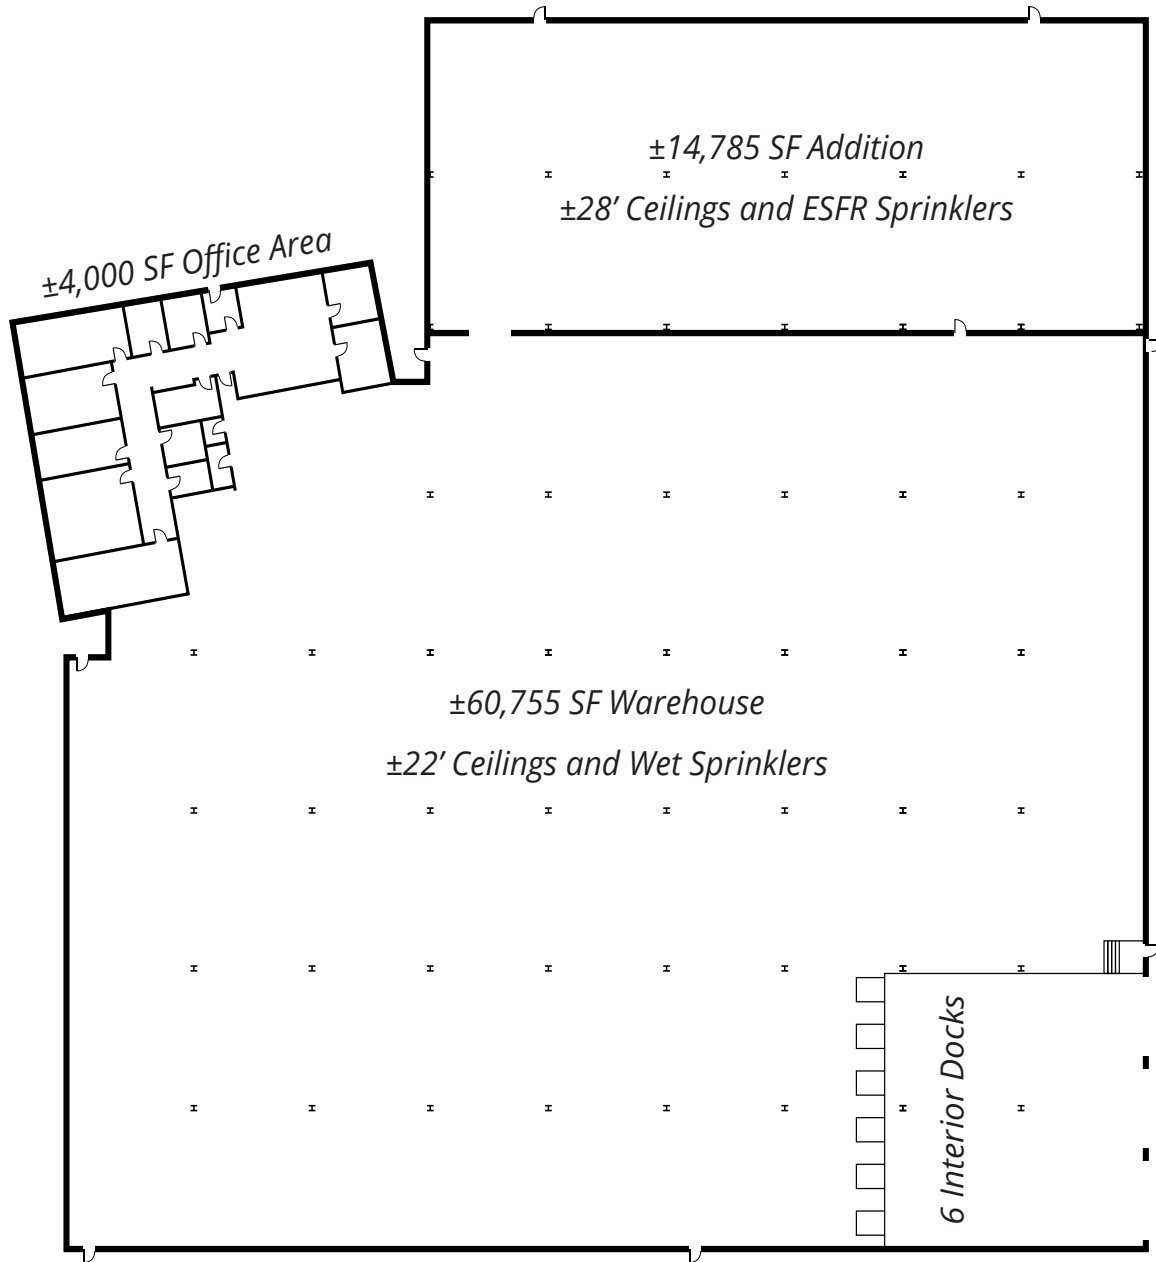 ±14,785 SF Addition
±28’ Ceilings and ESFR Sprinklers
±4,000 SF Office Area
±60,755 SF Warehouse
±22’ Ceilings and Wet Sprinklers
6 Interior Docks